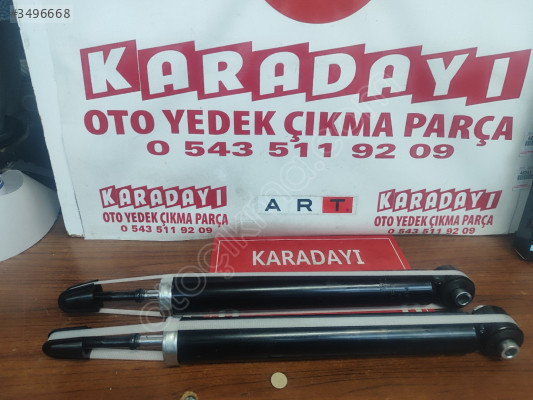 #3496668
KARADAYI
OTO YEDEK ÇIKMA PARÇA
0 543 511 92 09
KARADAYI
OTO YEDEK ÇIKMA PARÇA
0 543 511 92 09
A R T.
KARADAYI
OTO YEDEK ÇIKMA PARÇA
0 543 511 92 09
KARADAYI